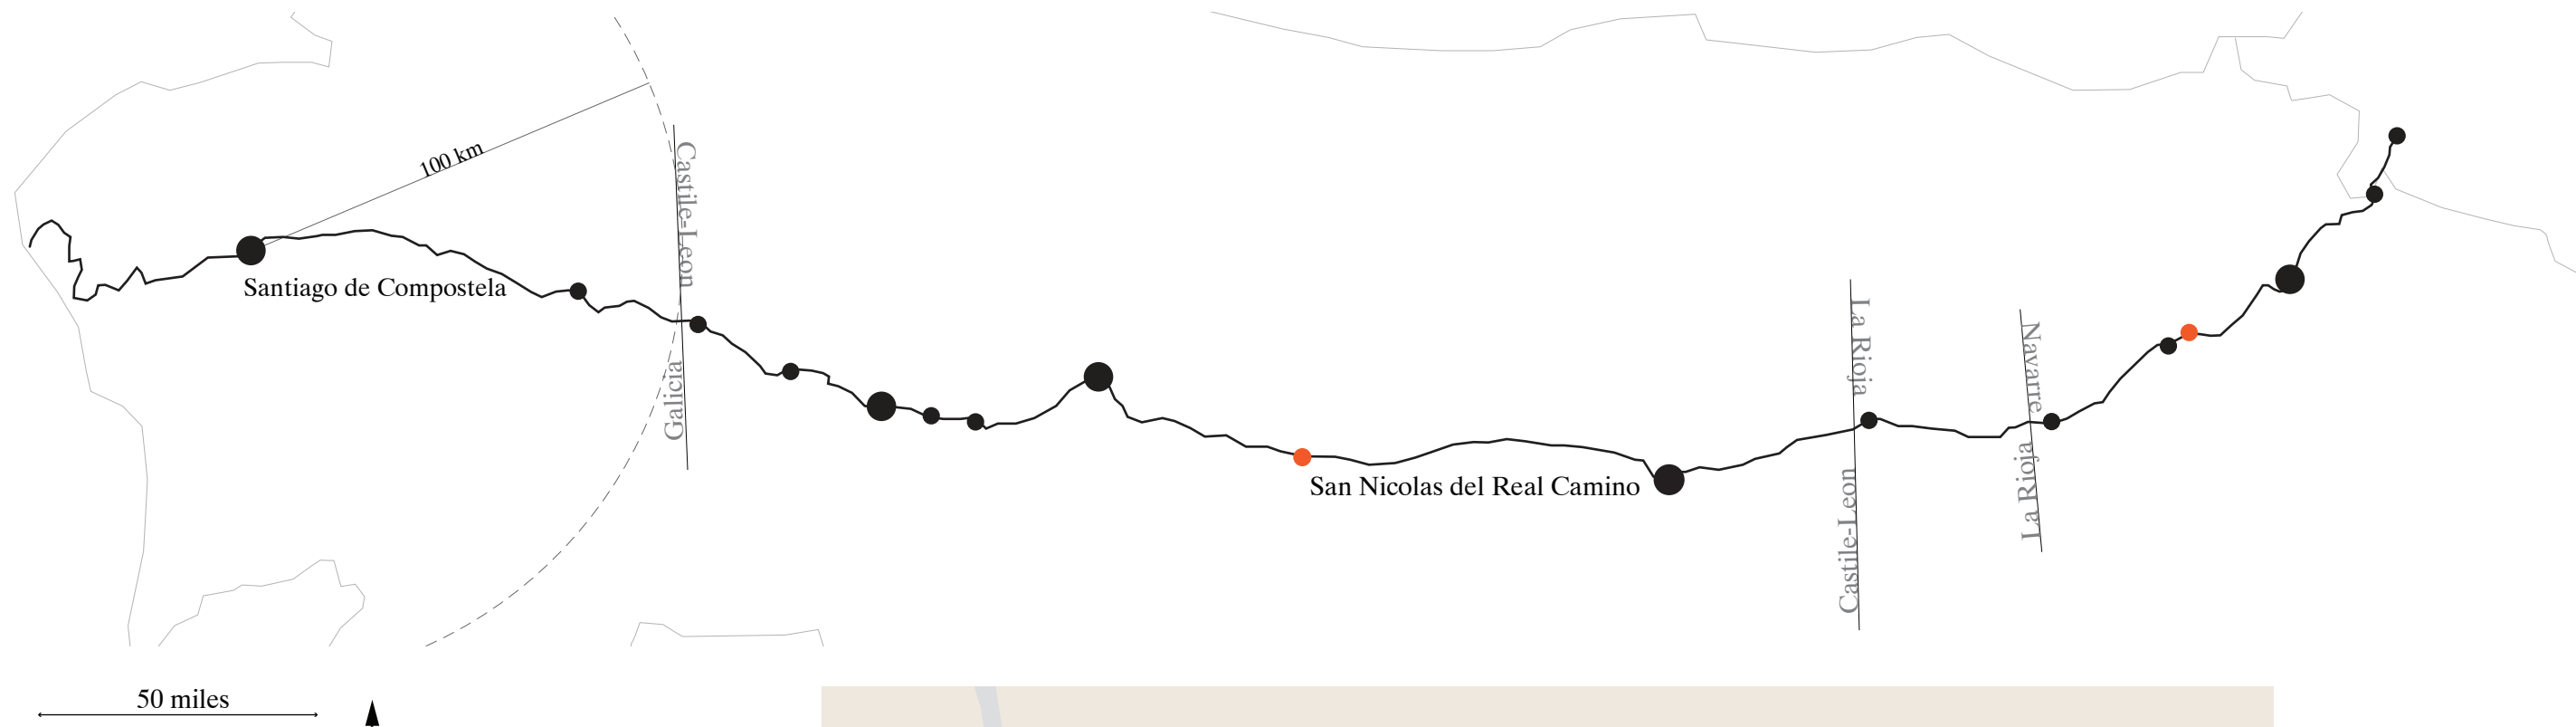 100 km
Castile-Leon
Galicia
Santiago de Compostela
San Nicolas del Real Camino
La Rioja
Castile-Leon
Navarre
La Rioja
50 miles